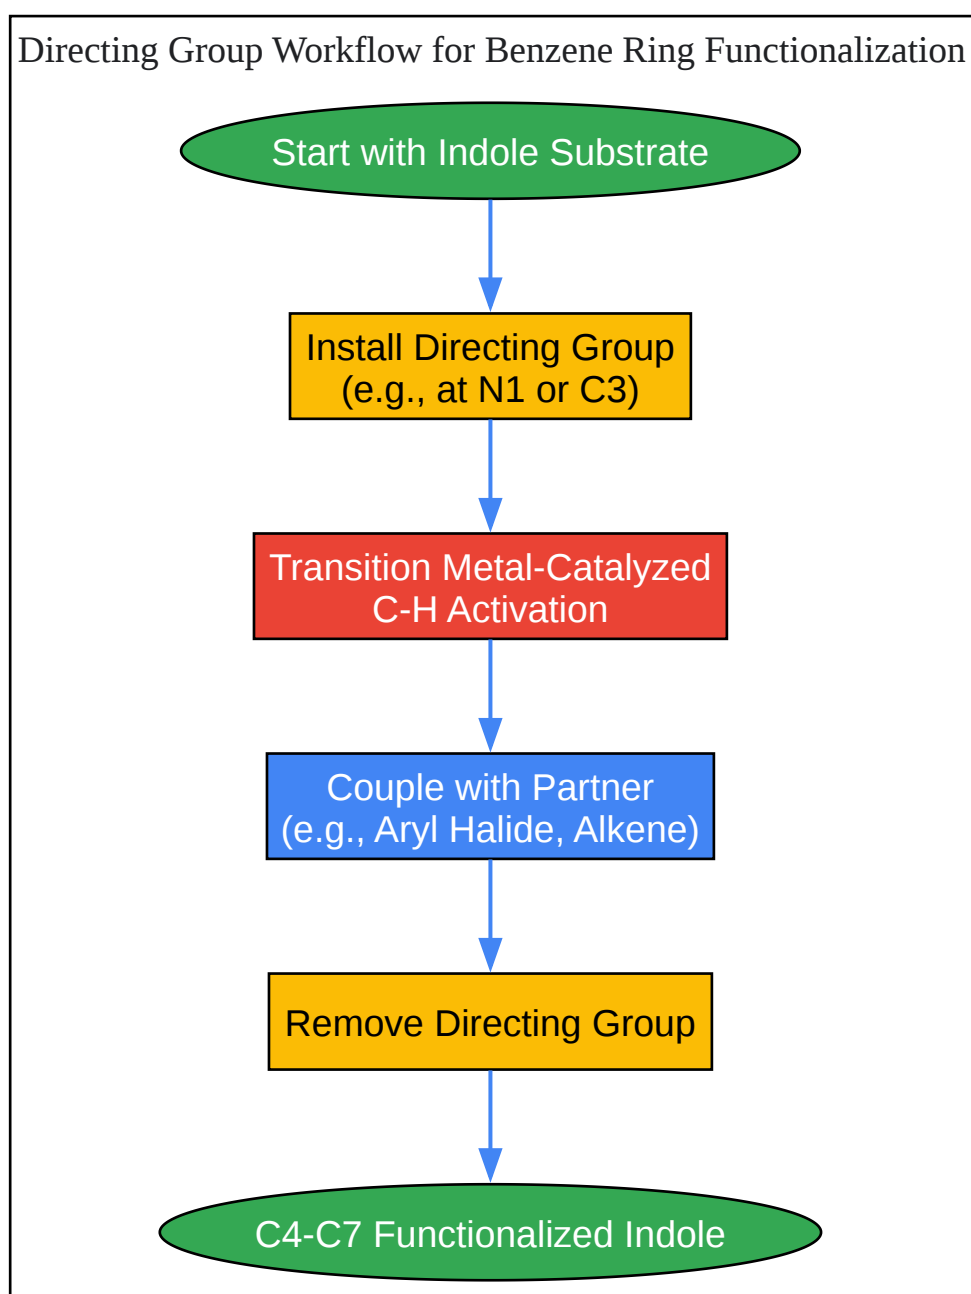 Directing Group Workflow for Benzene Ring Functionalization
Start with Indole Substrate
Install Directing Group
(e.g., at N1 or C3)
Transition Metal-Catalyzed
C-H Activation
Couple with Partner
(e.g., Aryl Halide, Alkene)
Remove Directing Group
C4-C7 Functionalized Indole